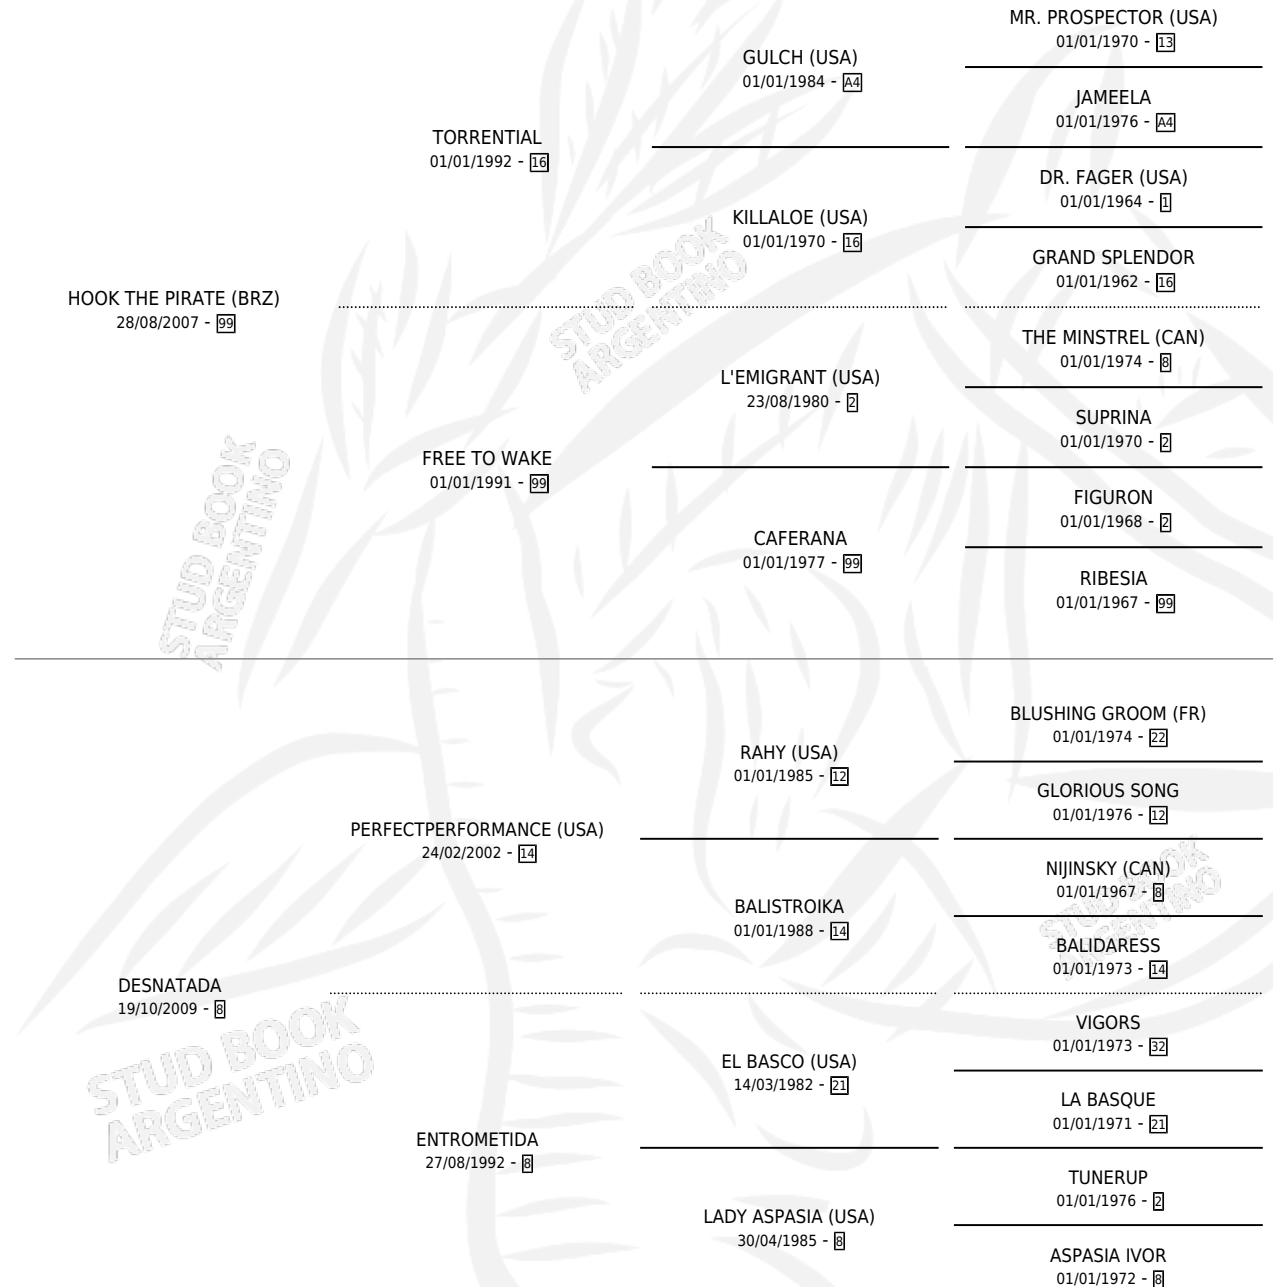 MR. PROSPECTOR (USA)
01/01/1970 - 13
GULCH (USA)
01/01/1984 - A4
JAMEELA
01/01/1976 - A4
TORRENTIAL
01/01/1992 - 16
DR. FAGER (USA)
01/01/1964 - 1
KILLALOE (USA)
01/01/1970 - 16
GRAND SPLENDOR
01/01/1962 - 16
HOOK THE PIRATE (BRZ)
28/08/2007 - 99
THE MINSTREL (CAN)
01/01/1974 - 8
L'EMIGRANT (USA)
23/08/1980 - 2
SUPRINA
01/01/1970 - 2
FREE TO WAKE
01/01/1991 - 99
FIGURON
01/01/1968 - 2
CAFERANA
01/01/1977 - 99
RIBESIA
01/01/1967 - 99
STUD BOOK
ARGENTINO
STUD BOOK
ARGENTINO
BLUSHING GROOM (FR)
01/01/1974 - 22
RAHY (USA)
01/01/1985 - 12
GLORIOUS SONG
01/01/1976 - 12
PERFECTPERFORMANCE (USA)
24/02/2002 - 14
NIJINSKY (CAN)
01/01/1967 - 8
BALISTROIKA
01/01/1988 - 14
BALIDARESS
01/01/1973 - 14
DESNATADA
19/10/2009 - 8
VIGORS
01/01/1973 - 32
EL BASCO (USA)
14/03/1982 - 21
LA BASQUE
01/01/1971 - 21
ENTROMETIDA
27/08/1992 - 8
TUNERUP
01/01/1976 - 2
LADY ASPASIA (USA)
30/04/1985 - 8
ASPASIA IVOR
01/01/1972 - 8
STUD BOOK
ARGENTINO
STUD BOOK
ARGENTINO